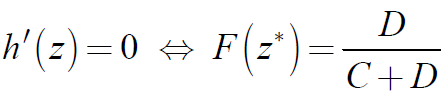 h′(z) = 0 ⇔ F(z*) = D / (C + D)